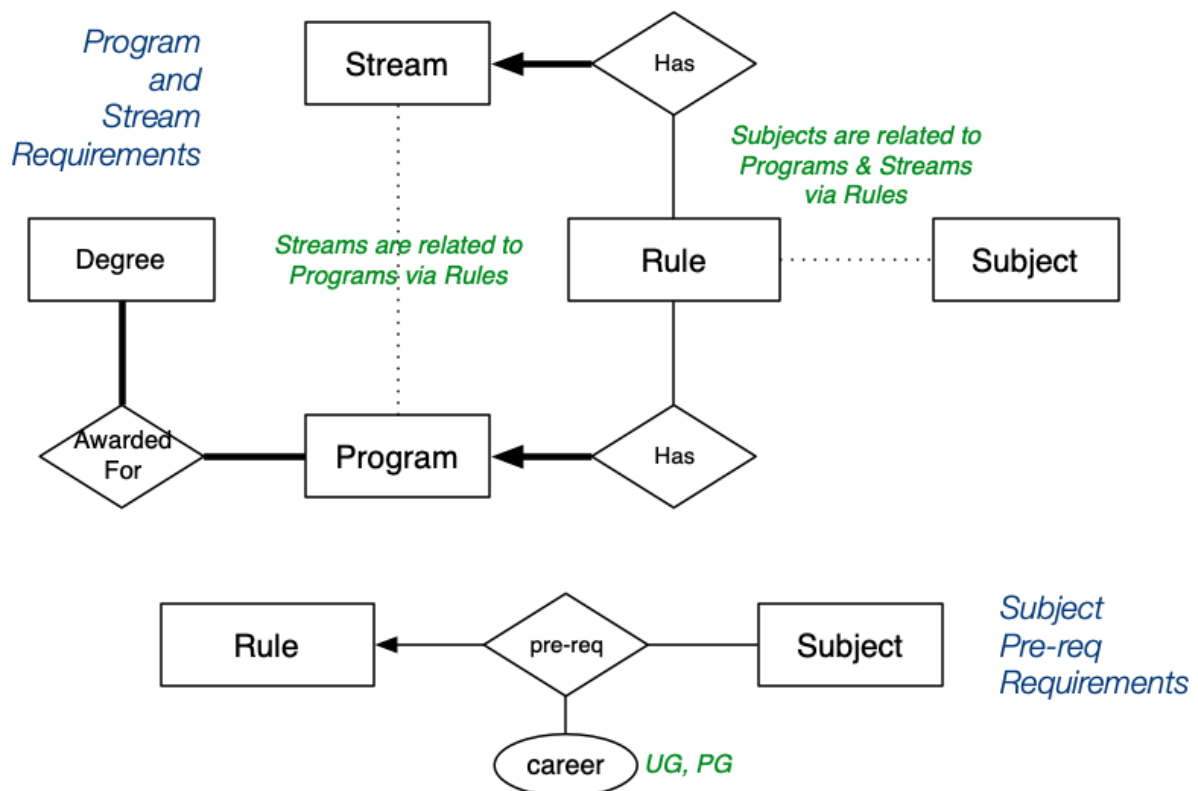 Program
and
Stream
Requirements
Stream
Has
Subjects are related to
Programs & Streams
via Rules
Degree
Streams are related to
Programs via Rules
Rule
Subject
Awarded
For
Program
Has
Rule
pre-req
Subject
Subject
Pre-req
Requirements
career
UG, PG